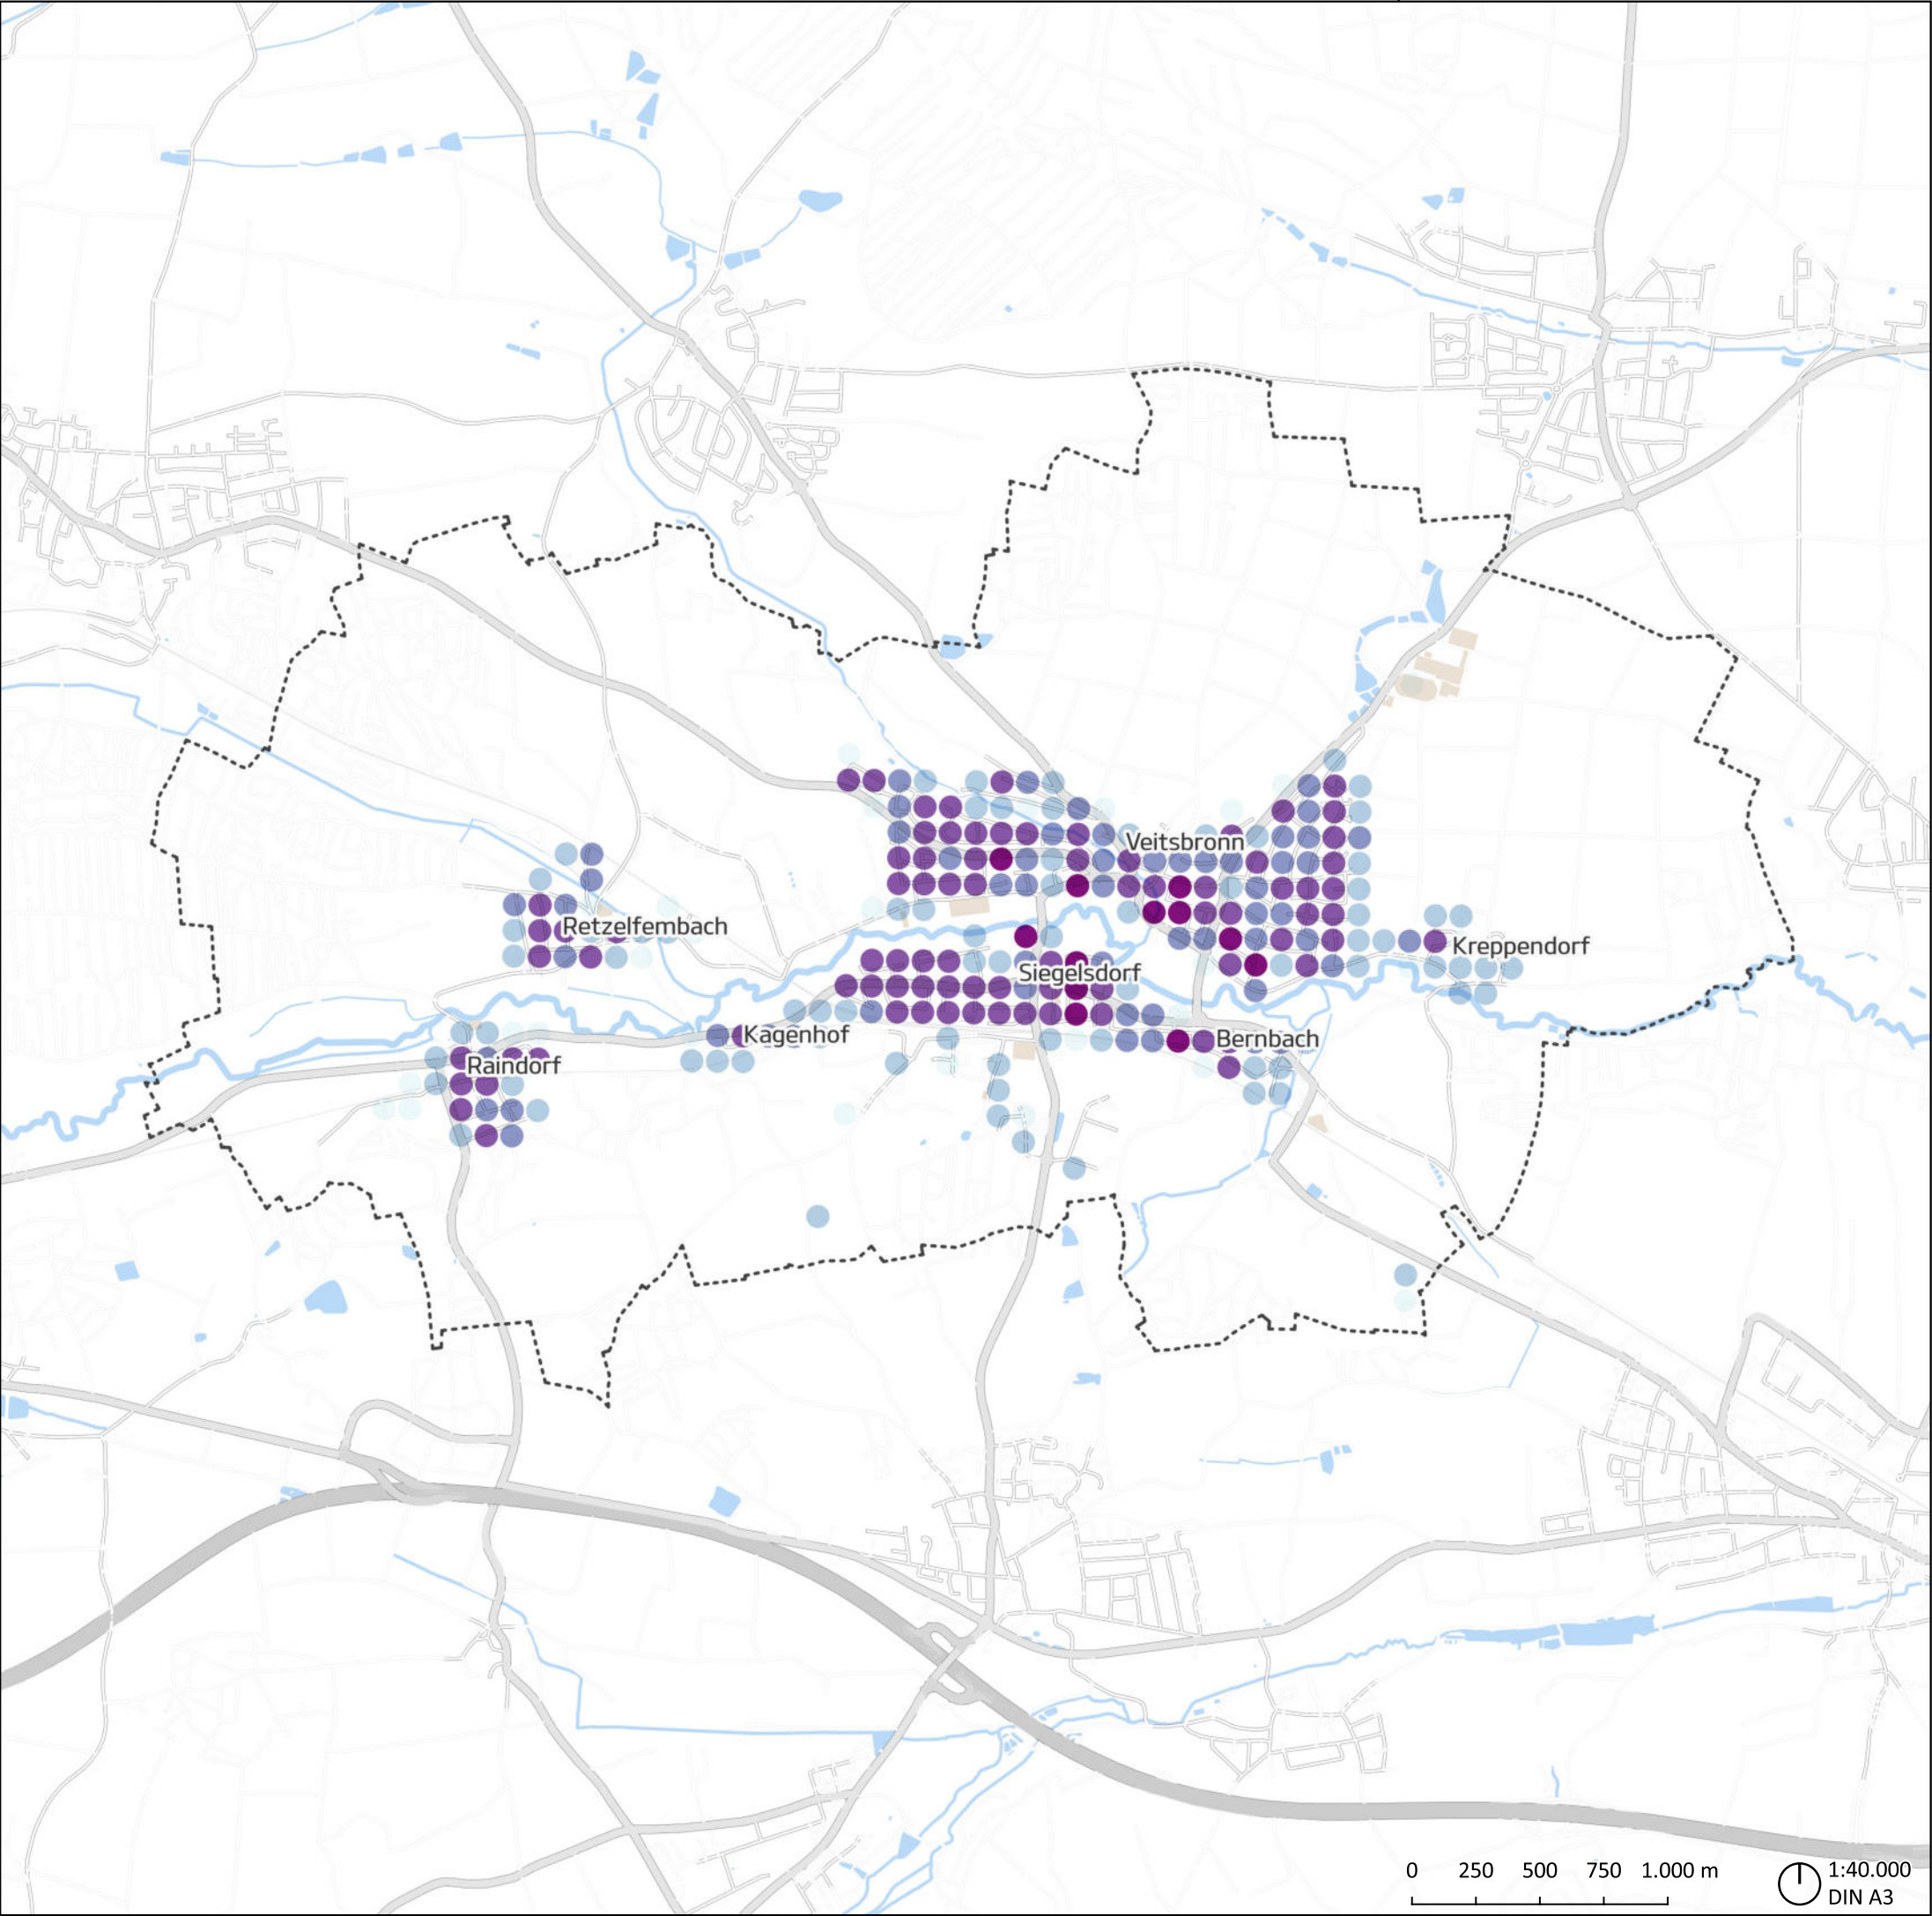 Veitsbronn
Retzelfembach
Kreppendorf
Siegelsdorf
Kagenhof
Bernbach
Raindorf
0 250 500 750 1.000 m
1:40.000
DIN A3